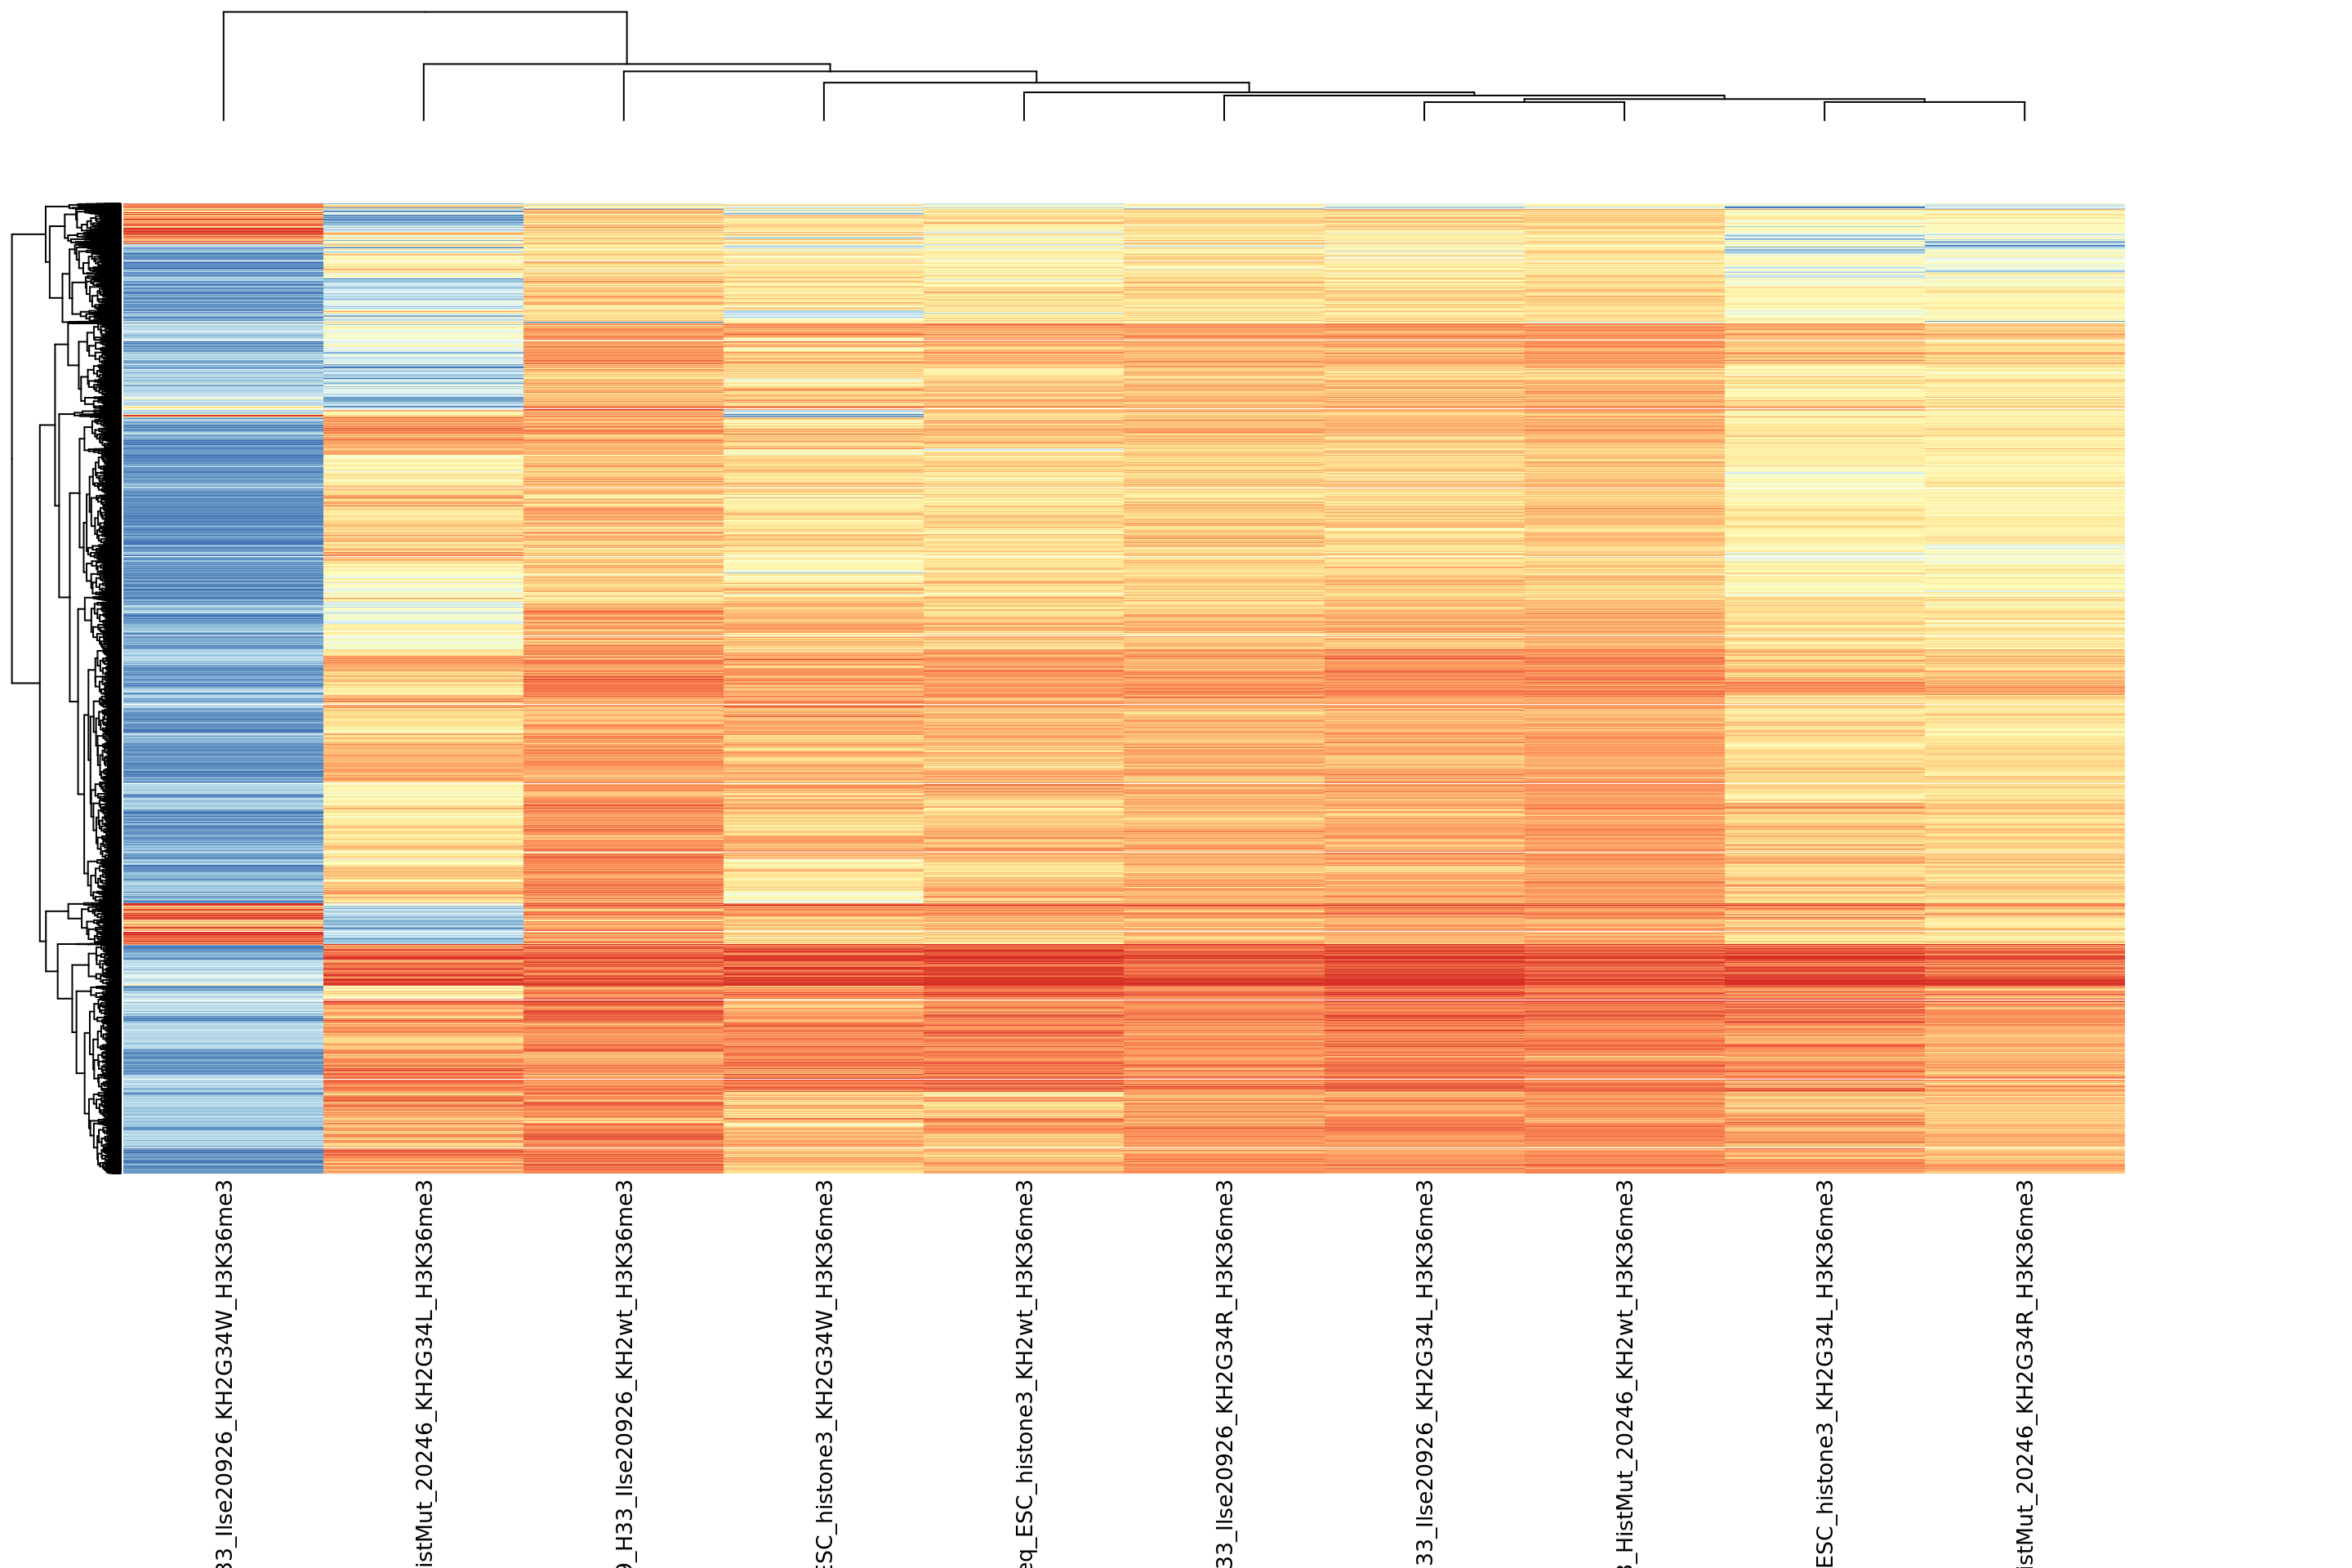 33_Ilse20926_KH2G34W_H3K36me3
istMut_20246_KH2G34L_H3K36me3
9_H33_Ilse20926_KH2wt_H3K36me3
ESC_histone3_KH2G34W_H3K36me3
eq_ESC_histone3_KH2wt_H3K36me3
33_Ilse20926_KH2G34R_H3K36me3
33_Ilse20926_KH2G34L_H3K36me3
3_HistMut_20246_KH2wt_H3K36me3
ESC_histone3_KH2G34L_H3K36me3
istMut_20246_KH2G34R_H3K36me3